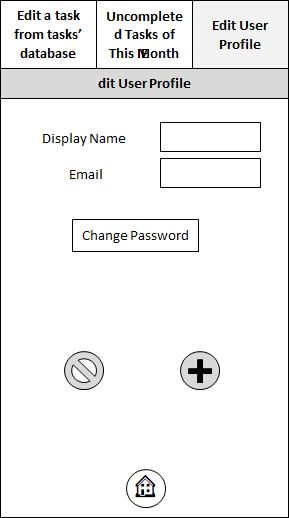 Edit a task
from tasks'
database
Uncomplete
d Tasks of
This Month
Edit User
Profile
dit User Profile
Display Name
Email
Change Password